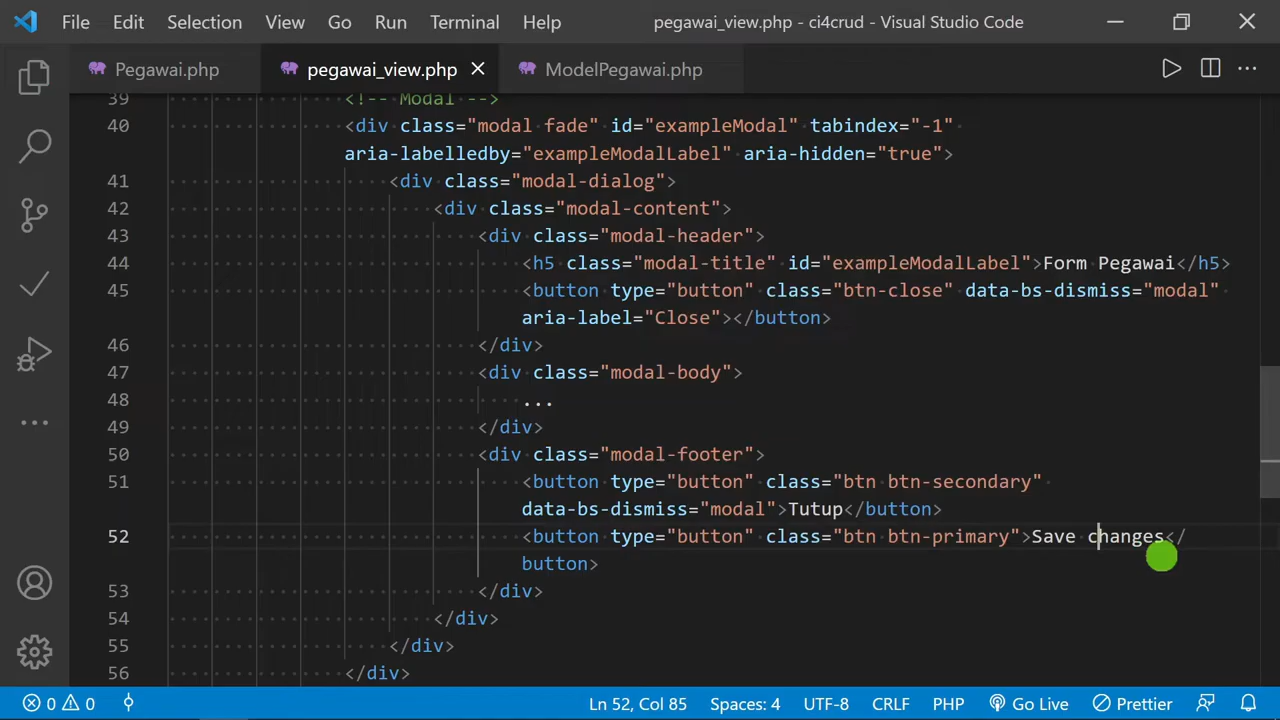 File Edit Selection View Go Run Terminal Help pegawai_view.php - ci4crud - Visual Studio Code
Pegawai.php pegawai_view.php ModelPegawai.php
39 <!-- Modal -->
40 <div class="modal fade" id="exampleModal" tabindex="-1"
aria-labelledby="exampleModalLabel" aria-hidden="true">
41 <div class="modal-dialog">
42 <div class="modal-content">
43 <div class="modal-header">
44 <h5 class="modal-title" id="exampleModalLabel">Form Pegawai</h5>
45 <button type="button" class="btn-close" data-bs-dismiss="modal"
aria-label="Close"></button>
46 </div>
47 <div class="modal-body">
48 ...
49 </div>
50 <div class="modal-footer">
51 <button type="button" class="btn btn-secondary"
data-bs-dismiss="modal">Tutup</button>
52 <button type="button" class="btn btn-primary">Save changes</
button>
53 </div>
54 </div>
55 </div>
56 </div>
0 0 Ln 52, Col 85 Spaces: 4 UTF-8 CRLF PHP Go Live Prettier